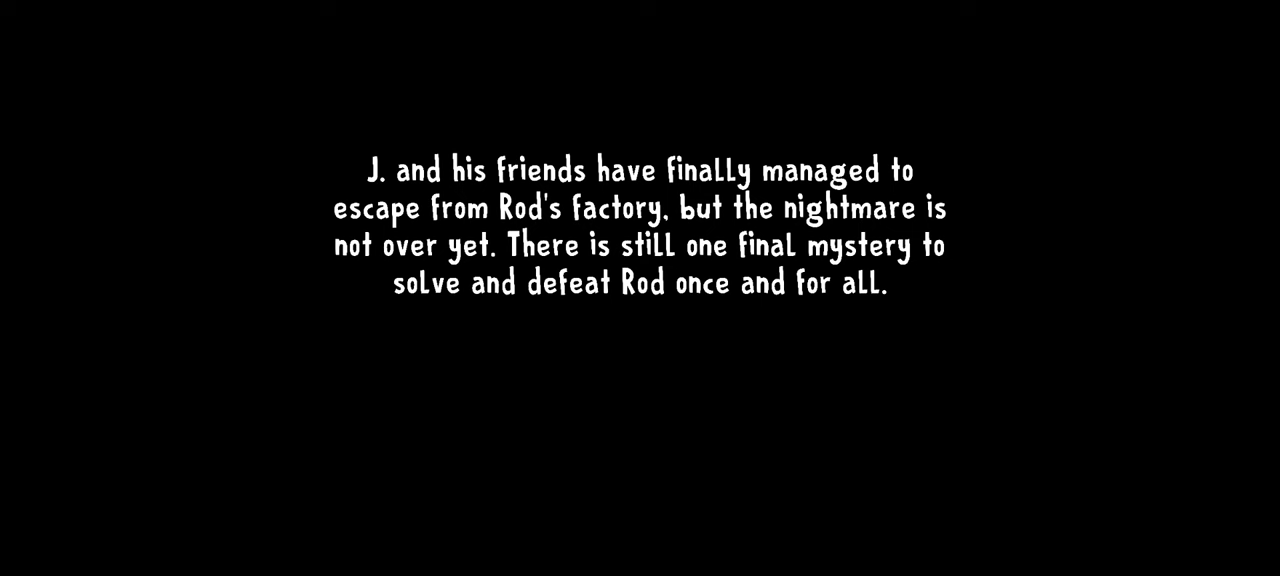 J. and his friends have finally managed to
escape from Rod's factory, but the nightmare is
not over yet. There is still one final mystery to
solve and defeat Rod once and for all.